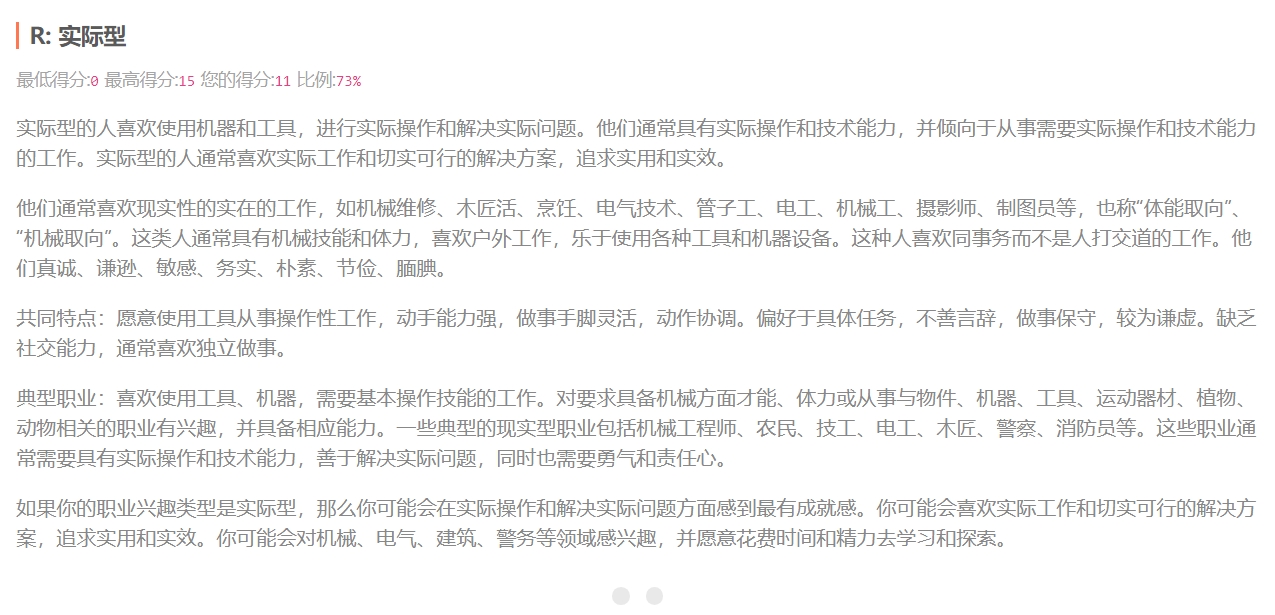 R: 实际型
最低得分:0 最高得分:15 您的得分:11 比例:73%
实际型的人喜欢使用机器和工具，进行实际操作和解决实际问题。他们通常具有实际操作和技术能力，并倾向于从事需要实际操作和技术能力
的工作。实际型的人通常喜欢实际工作和切实可行的解决方案，追求实用和实效。
他们通常喜欢现实性的实在的工作，如机械维修、木匠活、烹饪、电气技术、管子工、电工、机械工、摄影师、制图员等，也称“体能取向”、
“机械取向”。这类人通常具有机械技能和体力，喜欢户外工作，乐于使用各种工具和机器设备。这种人喜欢同事务而不是人打交道的工作。他
们真诚、谦逊、敏感、务实、朴素、节俭、腼腆。
共同特点：愿意使用工具从事操作性工作，动手能力强，做事手脚灵活，动作协调。偏好于具体任务，不善言辞，做事保守，较为谦虚。缺乏
社交能力，通常喜欢独立做事。
典型职业：喜欢使用工具、机器，需要基本操作技能的工作。对要求具备机械方面才能、体力或从事与物件、机器、工具、运动器材、植物、
动物相关的职业有兴趣，并具备相应能力。一些典型的现实型职业包括机械工程师、农民、技工、电工、木匠、警察、消防员等。这些职业通
常需要具有实际操作和技术能力，善于解决实际问题，同时也需要勇气和责任心。
如果你的职业兴趣类型是实际型，那么你可能会在实际操作和解决实际问题方面感到最有成就感。你可能会喜欢实际工作和切实可行的解决方
案，追求实用和实效。你可能会对机械、电气、建筑、警务等领域感兴趣，并愿意花费时间和精力去学习和探索。